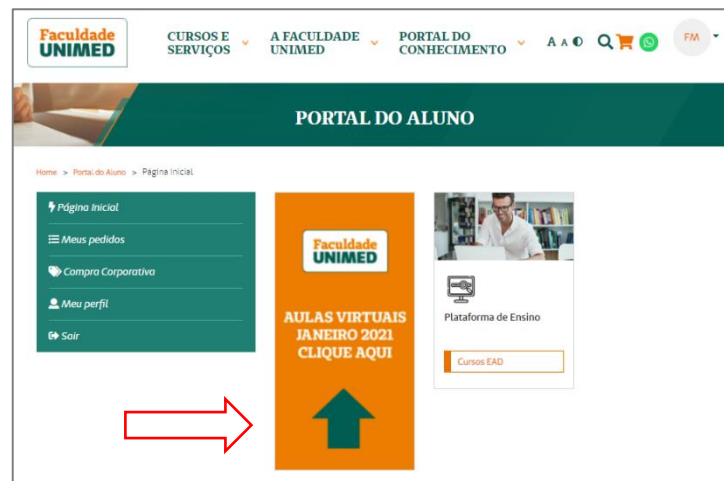 Faculdade
UNIMED
CURSOS E
SERVIÇOS
A FACULDADE
UNIMED
PORTAL DO
CONHECIMENTO
A A
FM
PORTAL DO ALUNO
Home > Portal do Aluno > Página Inicial
Página Inicial
Meus pedidos
Compra Corporativa
Meu perfil
Sair
Faculdade
UNIMED
AULAS VIRTUAIS
JANEIRO 2021
CLIQUE AQUI
Plataforma de Ensino
Cursos EAD